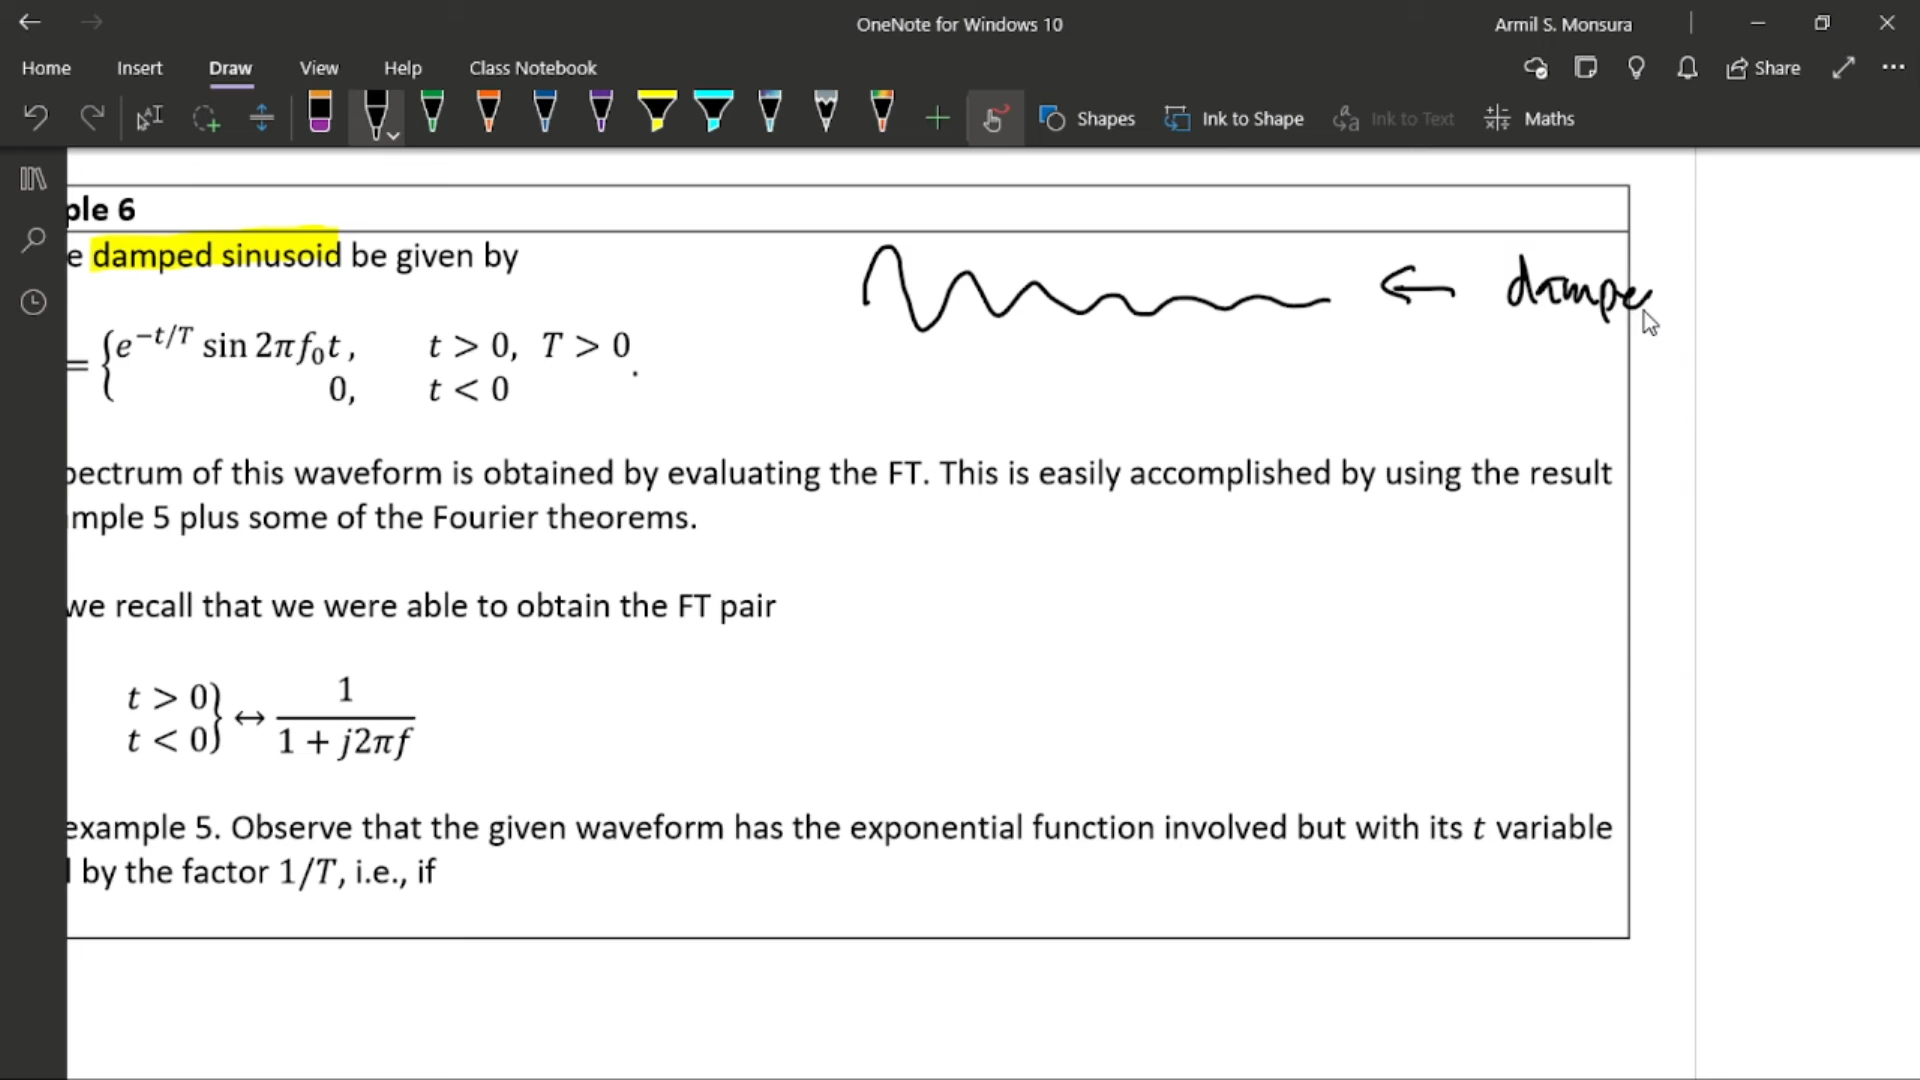 OneNote for Windows 10
Armil S. Monsura
Home Insert Draw View Help Class Notebook
Share
Shapes Ink to Shape Ink to Text Maths
ple 6
e damped sinusoid be given by
dampe
= {e^{-t/T} sin 2πf₀t, t > 0, T > 0
0, t < 0 .
pectrum of this waveform is obtained by evaluating the FT. This is easily accomplished by using the result
mple 5 plus some of the Fourier theorems.
we recall that we were able to obtain the FT pair
t > 0
t < 0} ↔ 1 / (1 + j2πf)
example 5. Observe that the given waveform has the exponential function involved but with its t variable
by the factor 1/T, i.e., if